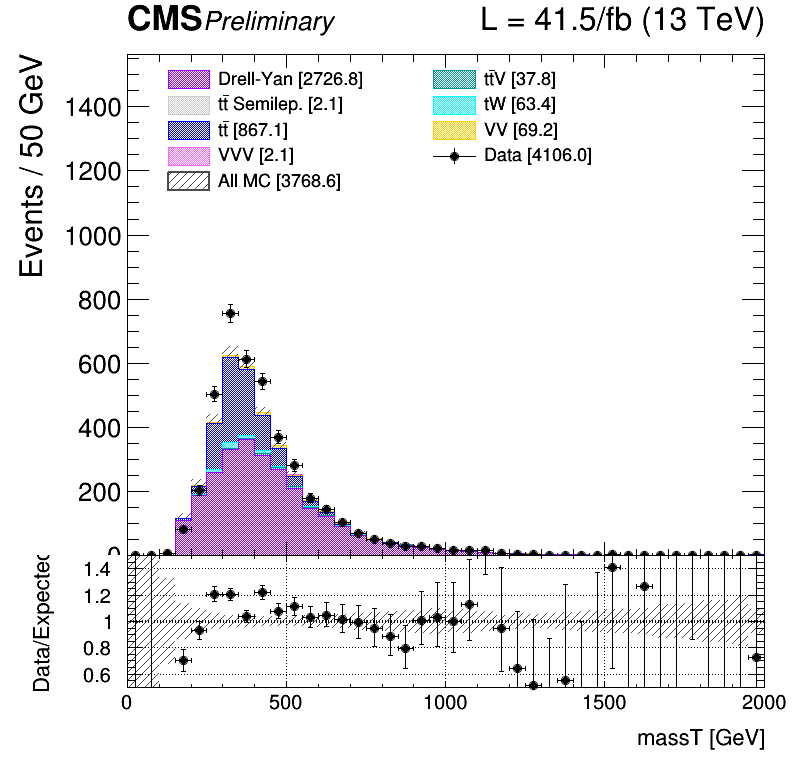 CMS Preliminary L = 41.5/fb (13 TeV)
Events / 50 GeV
Drell-Yan [2726.8] tt̄V [37.8]
tt̄ Semilep. [2.1] tW [63.4]
tt̄ [867.1] VV [69.2]
VVV [2.1] Data [4106.0]
All MC [3768.6]
1400
1200
1000
800
600
400
200
0
Data/Expected
1.4
1.2
1
0.8
0.6
0 500 1000 1500 2000
massT [GeV]